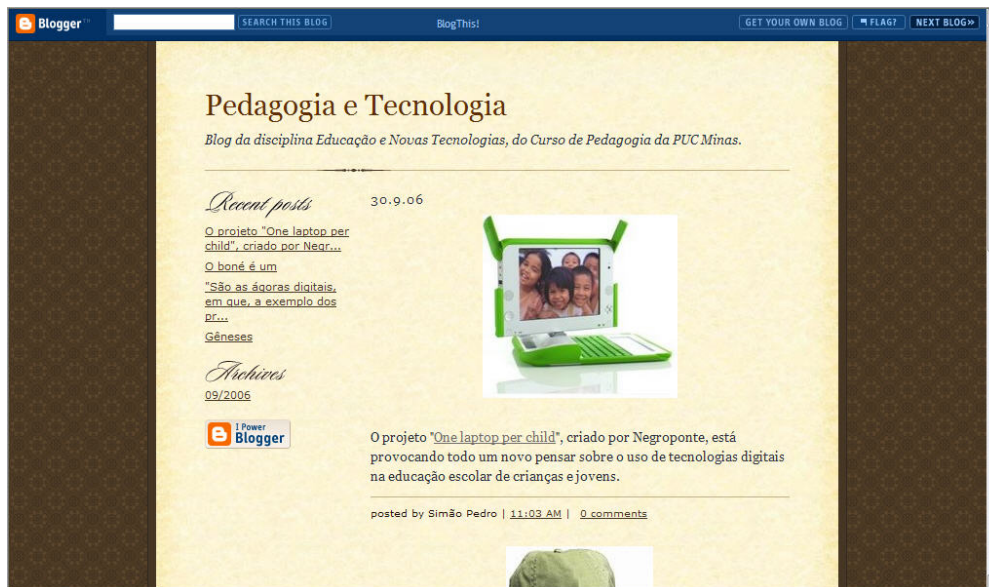 Blogger™
SEARCH THIS BLOG
BlogThis!
GET YOUR OWN BLOG
FLAG?
NEXT BLOG»
Pedagogia e Tecnologia
Blog da disciplina Educação e Novas Tecnologias, do Curso de Pedagogia da PUC Minas.
Recent posts
O projeto "One laptop per
child", criado por Negr...
O boné é um
"São as ágoras digitais,
em que, a exemplo dos
pr...
Gêneses
Archives
09/2006
I Power
Blogger
30.9.06
O projeto "One laptop per child", criado por Negroponte, está
provocando todo um novo pensar sobre o uso de tecnologias digitais
na educação escolar de crianças e jovens.
posted by Simão Pedro | 11:03 AM | 0 comments